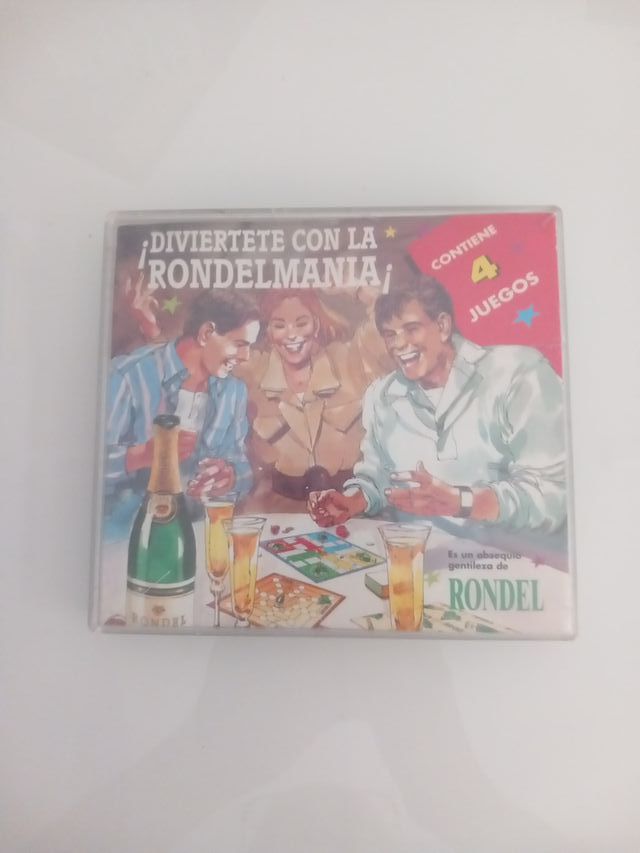 ¡DIVIERTETE CON LA
RONDELMANIA¡
CONTIENE
4
JUEGOS
Es un obsequio
gentileza de
RONDEL
RONDEL